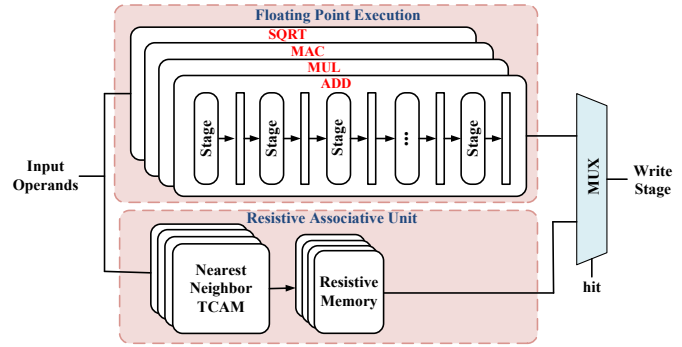 Floating Point Execution
SQRT
MAC
MUL
ADD
Stage
Stage
Stage
...
Stage
Input
Operands
MUX
Write
Stage
Resistive Associative Unit
Nearest
Neighbor
TCAM
Resistive
Memory
hit